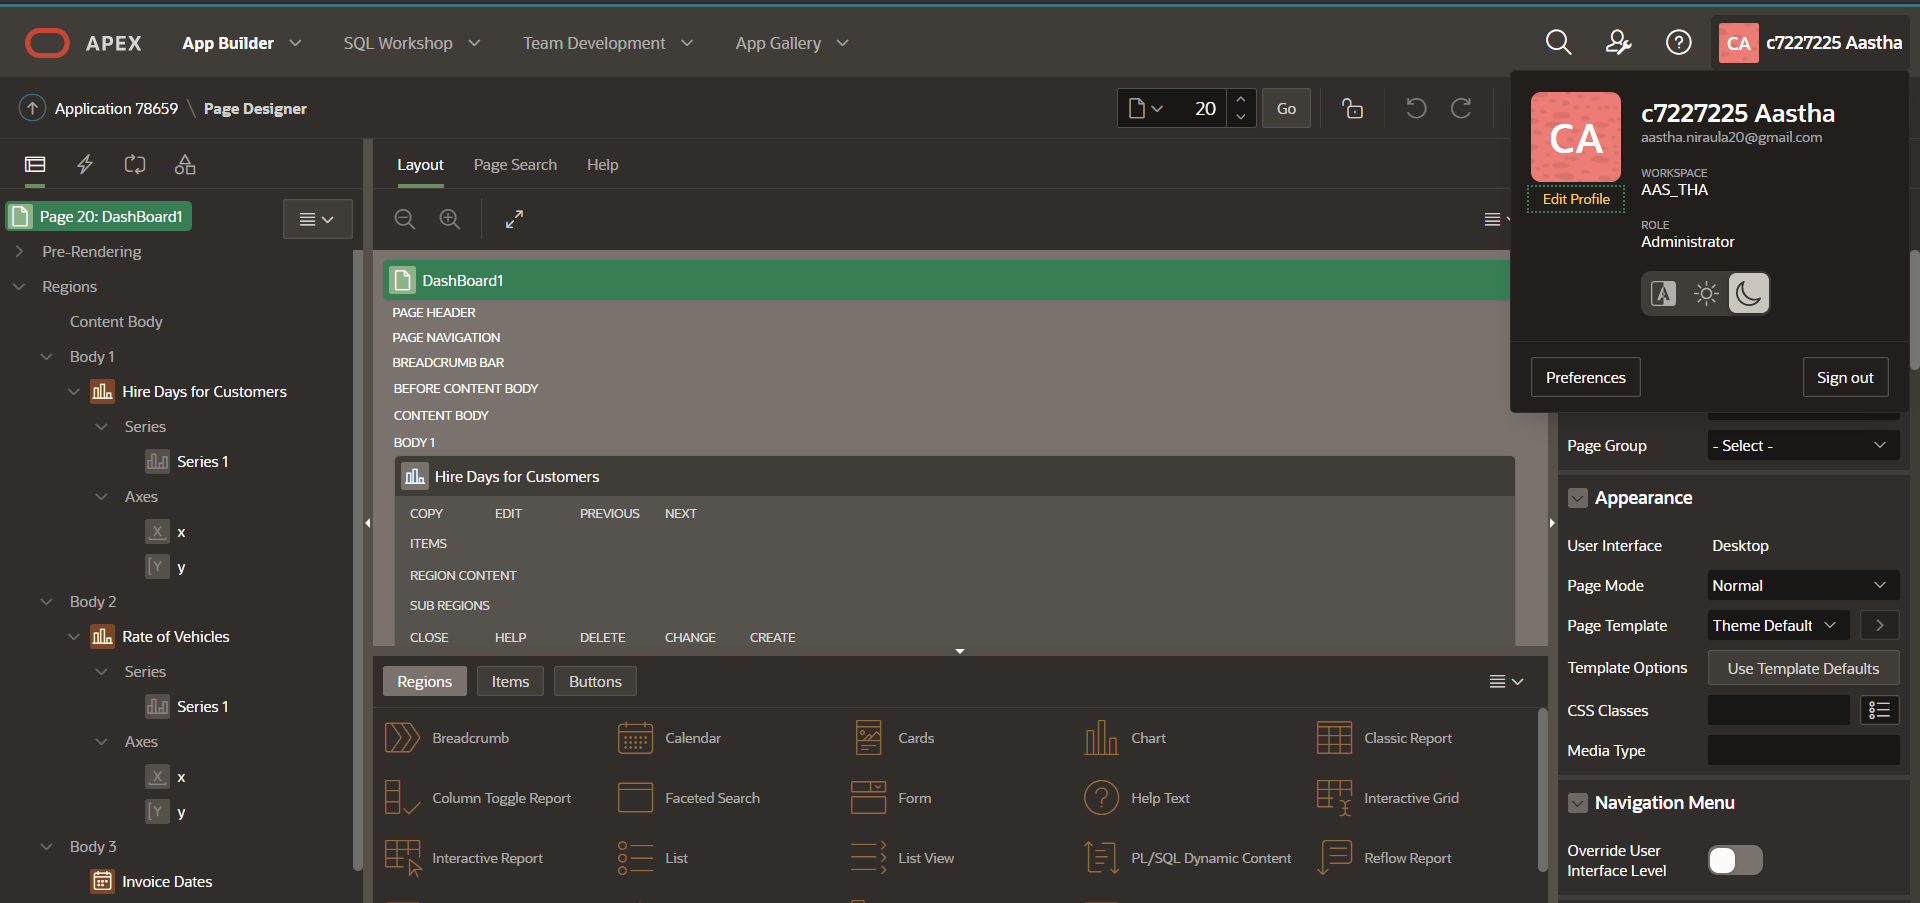 APEX App Builder SQL Workshop Team Development App Gallery CA c7227225 Aastha
Application 78659 \ Page Designer 20 Go
CA
c7227225 Aastha
aastha.niraula20@gmail.com
WORKSPACE
AAS_THA
Edit Profile
ROLE
Administrator
Preferences Sign out
Page 20: DashBoard1
Pre-Rendering
Regions
Content Body
Body 1
Hire Days for Customers
Series
Series 1
Axes
x
y
Body 2
Rate of Vehicles
Series
Series 1
Axes
x
y
Body 3
Invoice Dates
Layout Page Search Help
DashBoard1
PAGE HEADER
PAGE NAVIGATION
BREADCRUMB BAR
BEFORE CONTENT BODY
CONTENT BODY
BODY 1
Hire Days for Customers
COPY EDIT PREVIOUS NEXT
ITEMS
REGION CONTENT
SUB REGIONS
CLOSE HELP DELETE CHANGE CREATE
Regions Items Buttons
Breadcrumb Calendar Cards Chart Classic Report
Column Toggle Report Faceted Search Form Help Text Interactive Grid
Interactive Report List List View PL/SQL Dynamic Content Reflow Report
Page Group - Select -
Appearance
User Interface Desktop
Page Mode Normal
Page Template Theme Default
Template Options Use Template Defaults
CSS Classes
Media Type
Navigation Menu
Override User
Interface Level